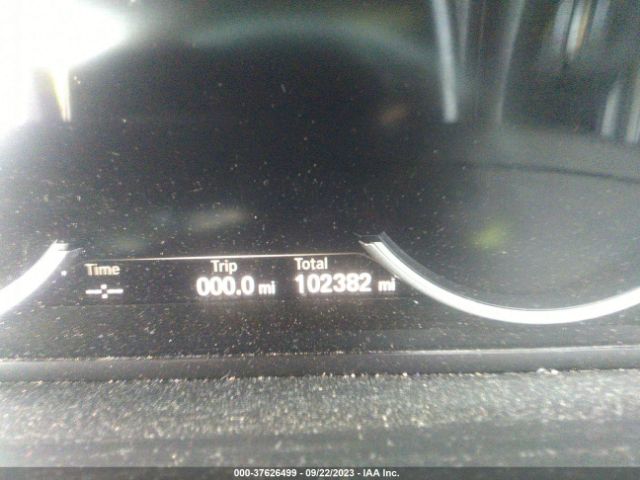 Time Trip Total
--:-- 000.0 mi 102382 mi
000-37626499 - 09/22/2023 - IAA Inc.